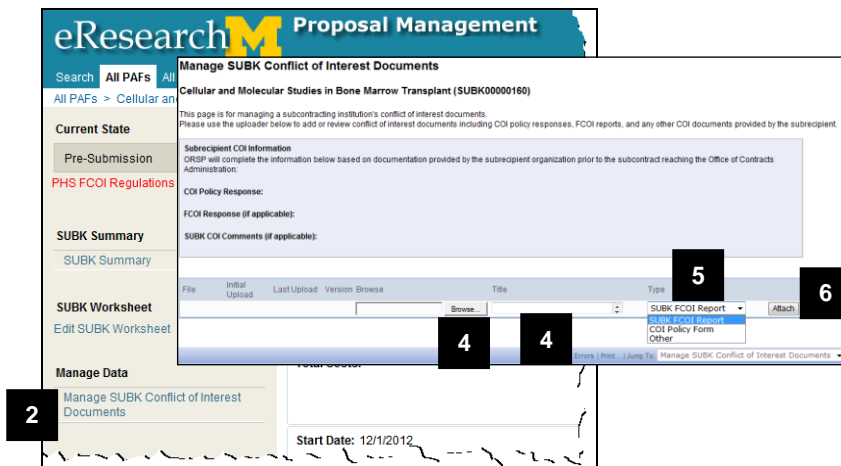 eResearch M Proposal Management
Search All PAFs All
All PAFs > Cellular an
Current State
Pre-Submission
PHS FCOI Regulations
SUBK Summary
SUBK Summary
SUBK Worksheet
Edit SUBK Worksheet
Manage Data
2
Manage SUBK Conflict of Interest
Documents
Manage SUBK Conflict of Interest Documents
Cellular and Molecular Studies in Bone Marrow Transplant (SUBK00000160)
This page is for managing a subcontracting institution's conflict of interest documents.
Please use the uploader below to add or review conflict of interest documents including COI policy responses, FCOI reports, and any other COI documents provided by the subrecipient.
Subrecipient COI Information
ORSP will complete the information below based on documentation provided by the subrecipient organization prior to the subcontract reaching the Office of Contracts
Administration:
COI Policy Response:
FCOI Response (if applicable):
SUBK COI Comments (if applicable):
5
6
File Initial Upload Last Upload Version Browse Title Type
Browse... SUBK FCOI Report Attach
SUBK FCOI Report
COI Policy Form
Other
4
4
Errors | Print... | Jump To: Manage SUBK Conflict of Interest Documents
Total Costs:
Start Date: 12/1/2012